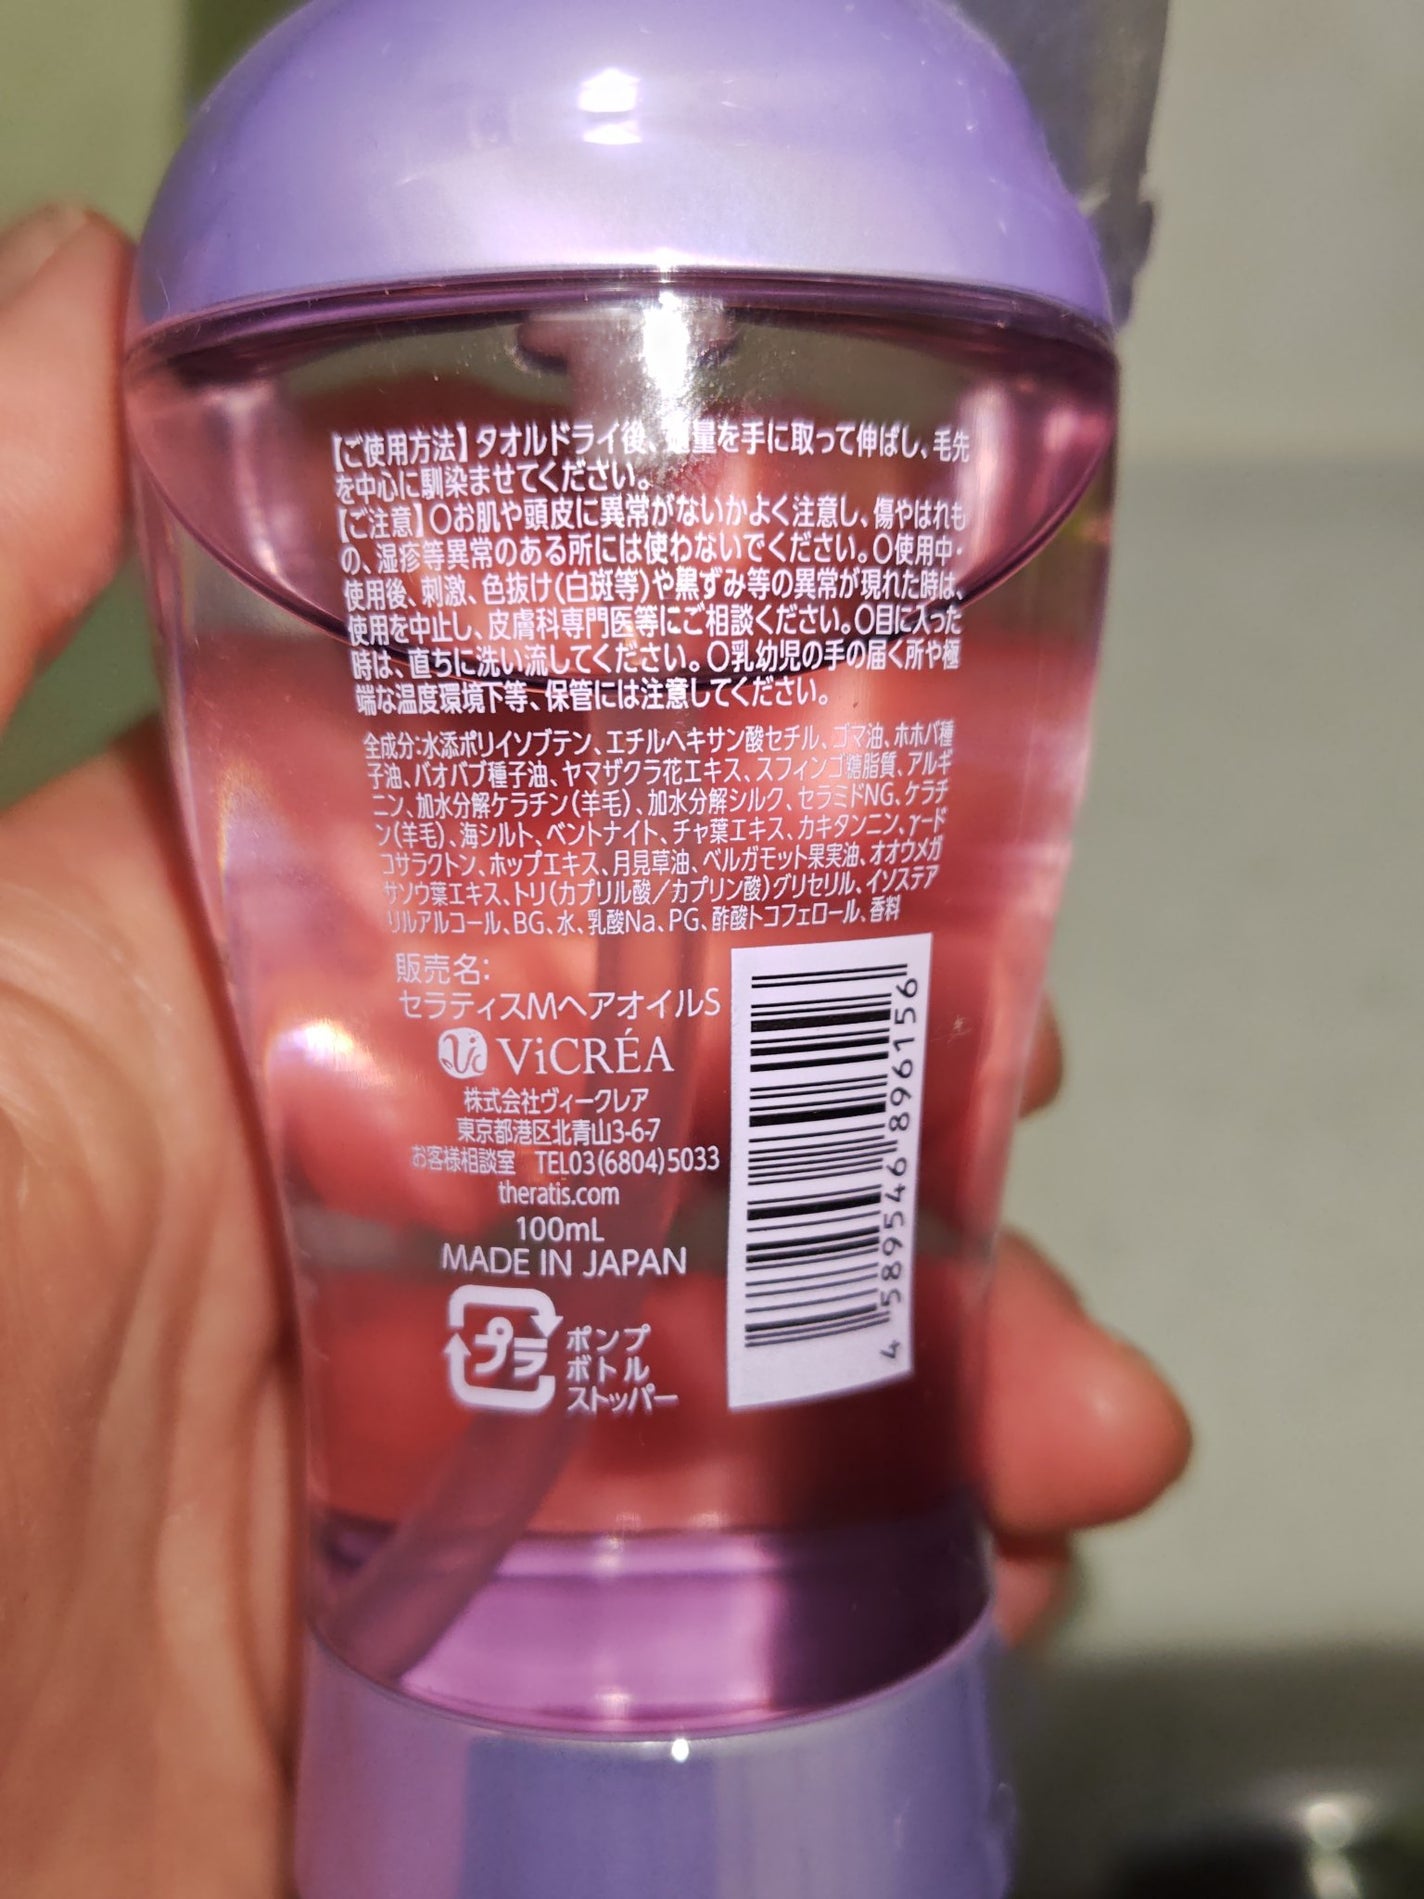 【ご使用方法】タオルドライ後、適量を手に取って伸ばし、毛先
を中心に馴染ませてください。
【ご注意】○お肌や頭皮に異常がないかよく注意し、傷やはれも
の、湿疹等異常のある所には使わないでください。○使用中・
使用後、刺激、色抜け(白斑等)や黒ずみ等の異常が現れた時は、
使用を中止し、皮膚科専門医等にご相談ください。○目に入った
時は、直ちに洗い流してください。○乳幼児の手の届く所や極
端な温度環境下等、保管には注意してください。
全成分:水添ポリイソブテン、エチルヘキサン酸セチル、ゴマ油、ホホバ種
子油、バオバブ種子油、ヤマザクラ花エキス、スフィンゴ糖脂質、アルギ
ニン、加水分解ケラチン(羊毛)、加水分解シルク、セラミドNG、ケラチ
ン(羊毛)、海シルト、ベントナイト、チャ葉エキス、カキタンニン、γ-ード
コサラクトン、ホップエキス、月見草油、ベルガモット果実油、オオウメガ
サソウ葉エキス、トリ(カプリル酸/カプリン酸)グリセリル、イソステア
リルアルコール、BG、水、乳酸Na、PG、酢酸トコフェロール、香料
販売名:
セラティスMヘアオイルS
Vic ViCRÉA
株式会社ヴィークレア
東京都港区北青山3-6-7
お客様相談室 TEL03(6804)5033
theratis.com
100mL
MADE IN JAPAN
プラ
ポンプ
ボトル
ストッパー
4 589546 896156